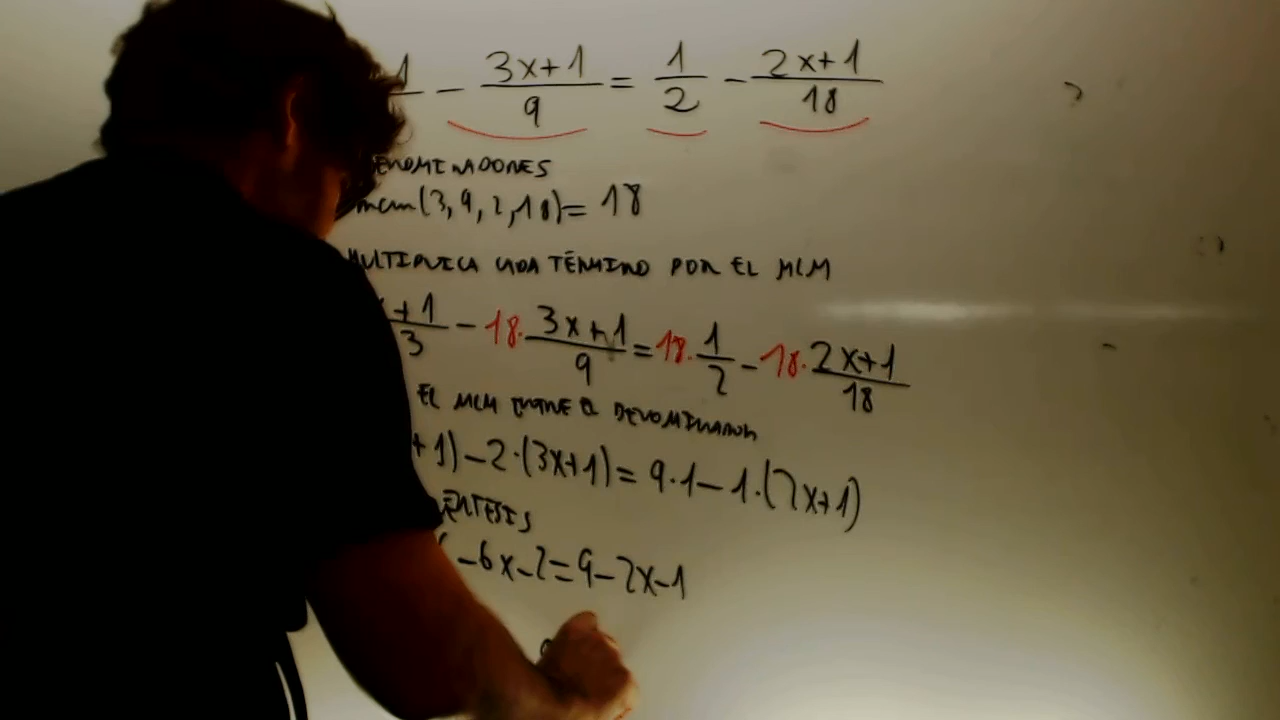 1 − 3x+1/9 = 1/2 − 2x+1/18
ENOMINADORES
mcm(3, 9, 2, 18) = 18
MULTIPLICA CADA TÉRMINO POR EL MCM
+1/3 − 18· 3x+1/9 = 18· 1/2 − 18· 2x+1/18
EL MCM ENTRE EL DENOMINADOR
+1) − 2·(3x+1) = 9·1 − 1·(2x+1)
ÉNTESIS
− 6x − 2 = 9 − 2x − 1